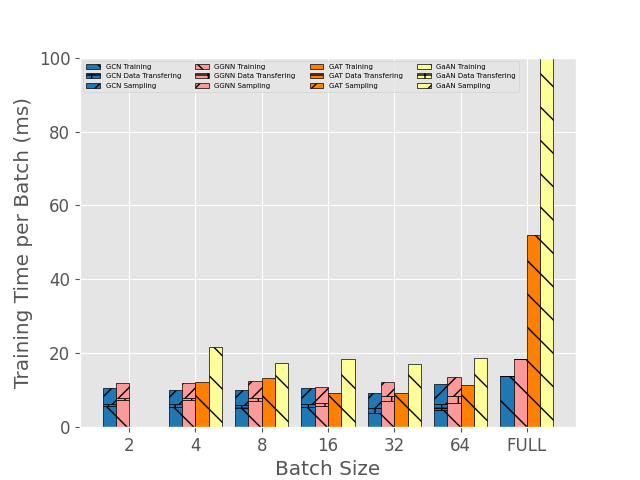 GCN Training
GCN Data Transfering
GCN Sampling
GGNN Training
GGNN Data Transfering
GGNN Sampling
GAT Training
GAT Data Transfering
GAT Sampling
GaAN Training
GaAN Data Transfering
GaAN Sampling
100
80
60
40
20
0
Training Time per Batch (ms)
2 4 8 16 32 64 FULL
Batch Size